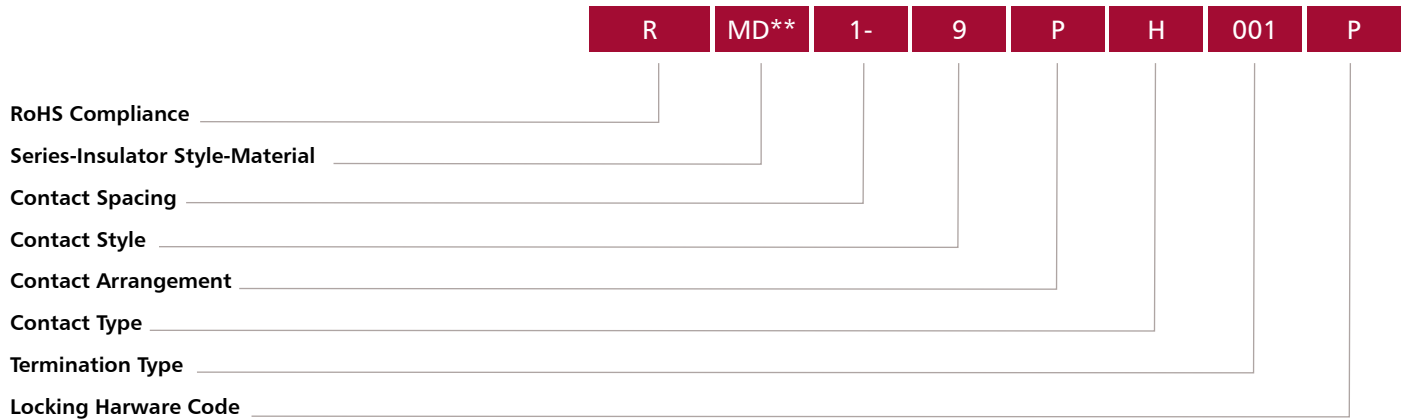 R MD** 1- 9 P H 001 P
RoHS Compliance
Series-Insulator Style-Material
Contact Spacing
Contact Style
Contact Arrangement
Contact Type
Termination Type
Locking Harware Code